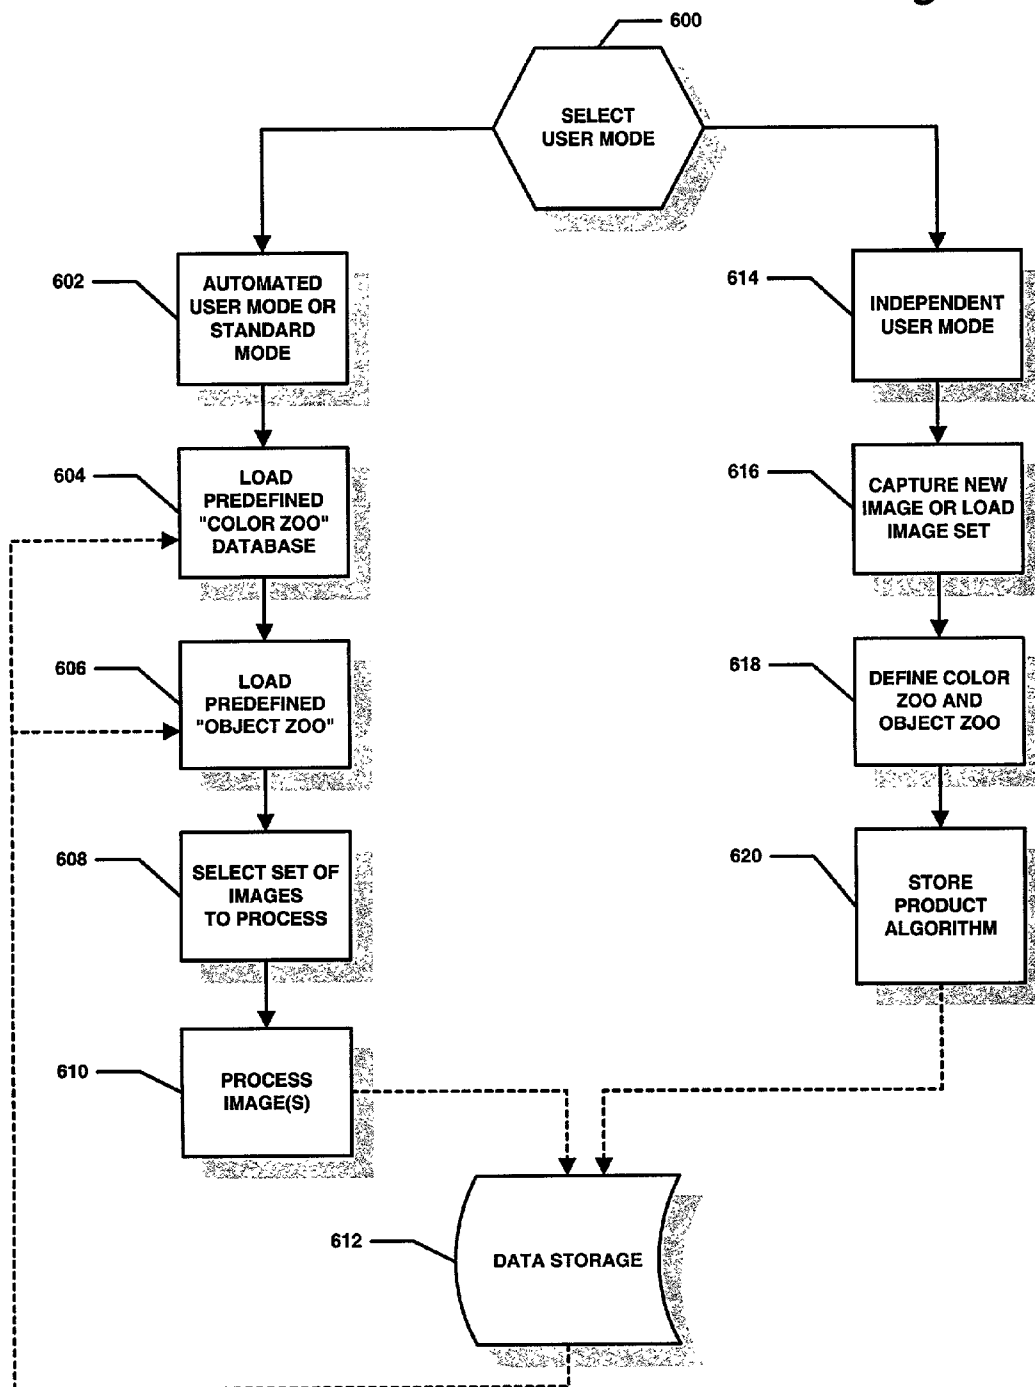 600
SELECT
USER MODE
602
AUTOMATED
USER MODE OR
STANDARD
MODE
614
INDEPENDENT
USER MODE
604
LOAD
PREDEFINED
"COLOR ZOO"
DATABASE
616
CAPTURE NEW
IMAGE OR LOAD
IMAGE SET
606
LOAD
PREDEFINED
"OBJECT ZOO"
618
DEFINE COLOR
ZOO AND
OBJECT ZOO
608
SELECT SET OF
IMAGES
TO PROCESS
620
STORE
PRODUCT
ALGORITHM
610
PROCESS
IMAGE(S)
612
DATA STORAGE